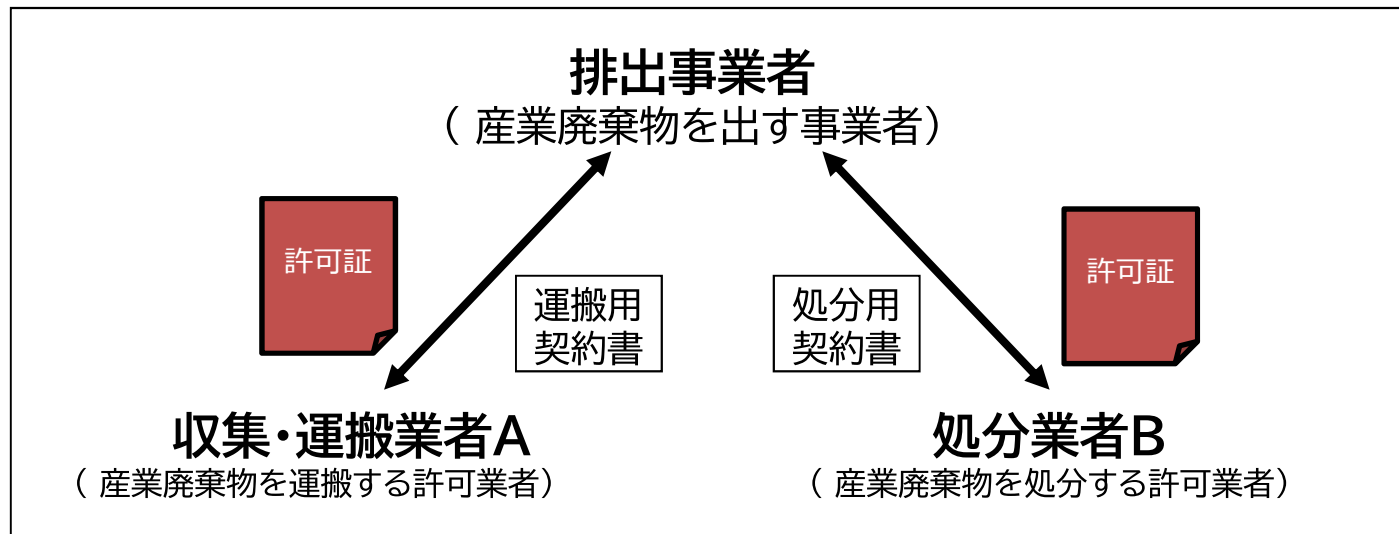 排出事業者
（ 産業廃棄物を出す事業者）
許可証
許可証
運搬用
契約書
処分用
契約書
収集・運搬業者A
（ 産業廃棄物を運搬する許可業者）
処分業者B
（ 産業廃棄物を処分する許可業者）